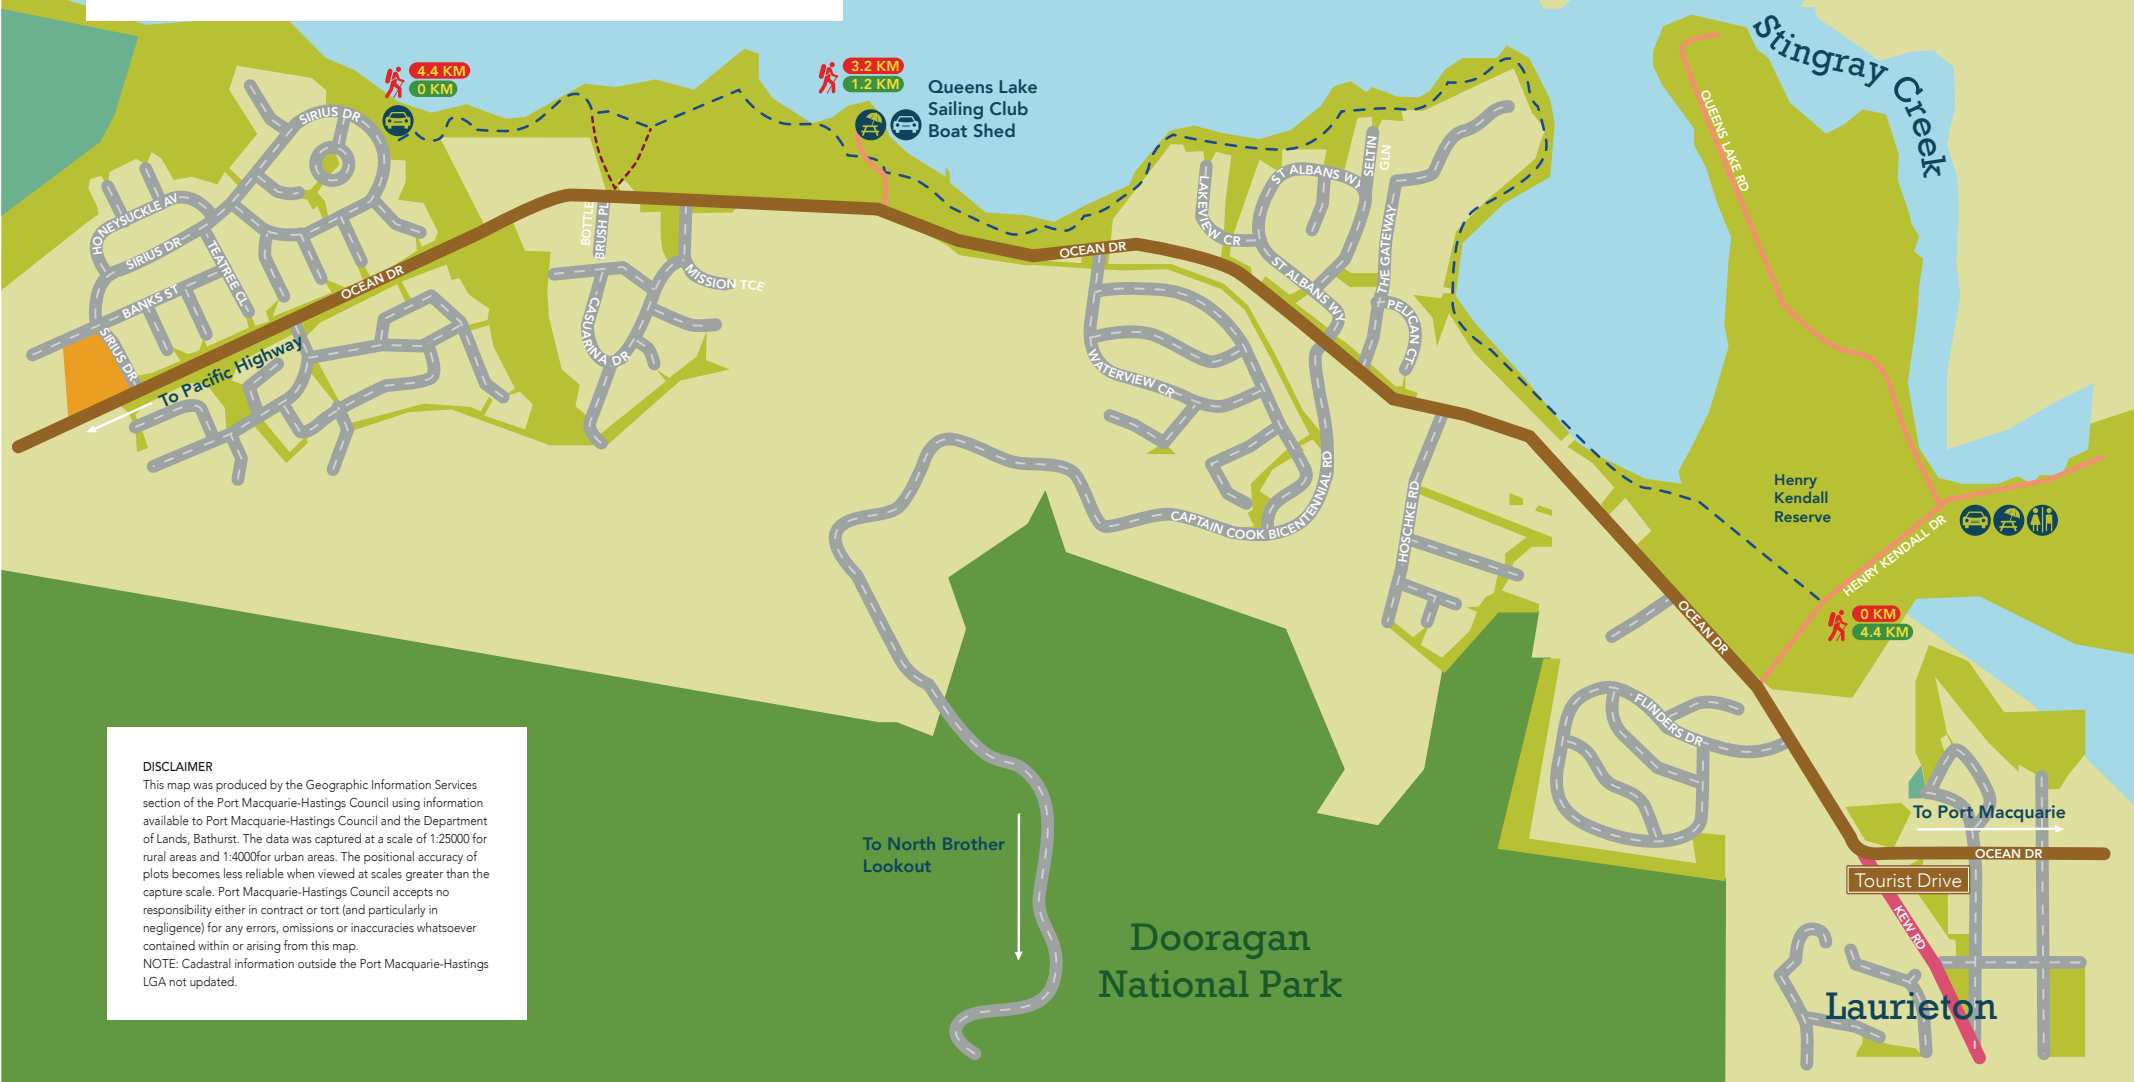 Stingray Creek
4.4 KM
0 KM
3.2 KM
1.2 KM
Queens Lake
Sailing Club
Boat Shed
SIRIUS DR
HONEYSUCKLE AV
SIRIUS DR
TEATREE CL
BANKS ST
SIRIUS DR
OCEAN DR
To Pacific Highway
BOTTLE
BRUSH PL
MISSION TCE
CASUARINA DR
OCEAN DR
LAKEVIEW CR
ST ALBANS WY
SELTIN
GLN
THE GATEWAY
ST ALBANS WY
PELICAN CT
WATERVIEW CR
CAPTAIN COOK BICENTENNIAL RD
HOSCHKE RD
QUEENS LAKE RD
Henry
Kendall
Reserve
HENRY KENDALL DR
0 KM
4.4 KM
OCEAN DR
FLINDERS DR
To Port Macquarie
OCEAN DR
Tourist Drive
KEW RD
Laurieton
To North Brother
Lookout
Dooragan
National Park
DISCLAIMER
This map was produced by the Geographic Information Services
section of the Port Macquarie-Hastings Council using information
available to Port Macquarie-Hastings Council and the Department
of Lands, Bathurst. The data was captured at a scale of 1:25000 for
rural areas and 1:4000for urban areas. The positional accuracy of
plots becomes less reliable when viewed at scales greater than the
capture scale. Port Macquarie-Hastings Council accepts no
responsibility either in contract or tort (and particularly in
negligence) for any errors, omissions or inaccuracies whatsoever
contained within or arising from this map.
NOTE: Cadastral information outside the Port Macquarie-Hastings
LGA not updated.